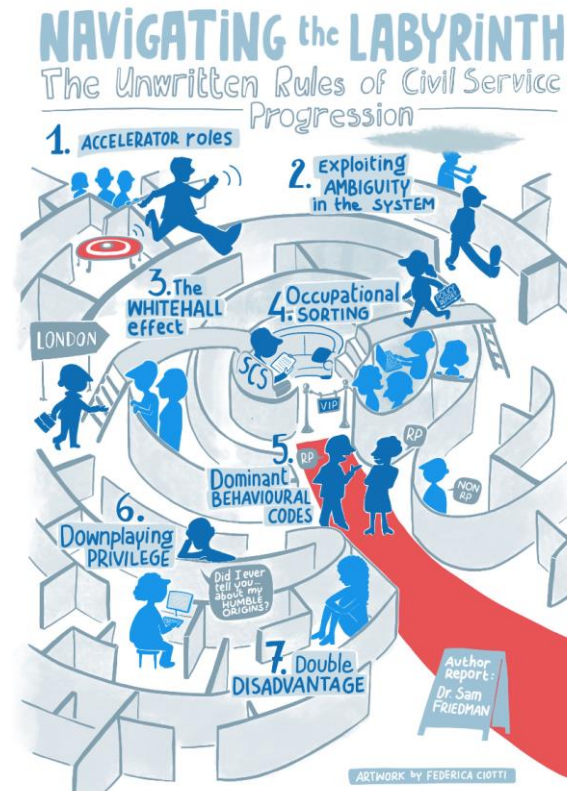 NAVIGATING the LABYRINTH
The Unwritten Rules of Civil Service
Progression
1. ACCELERATOR roles
2. Exploiting
AMBIGUITY
in the SYSTEM
3. The
WHITEHALL
effect
4. Occupational
SORTING
LONDON
SCS
VIP
5.
Dominant
BEHAVIOURAL
CODES
RP
RP
NON
RP
6.
Downplaying
PRIVILEGE
Did I ever
tell you...
about my
HUMBLE
ORIGINS?
7. Double
DISADVANTAGE
Author
Report:
Dr. Sam
FRIEDMAN
ARTWORK by FEDERICA CIOTTI